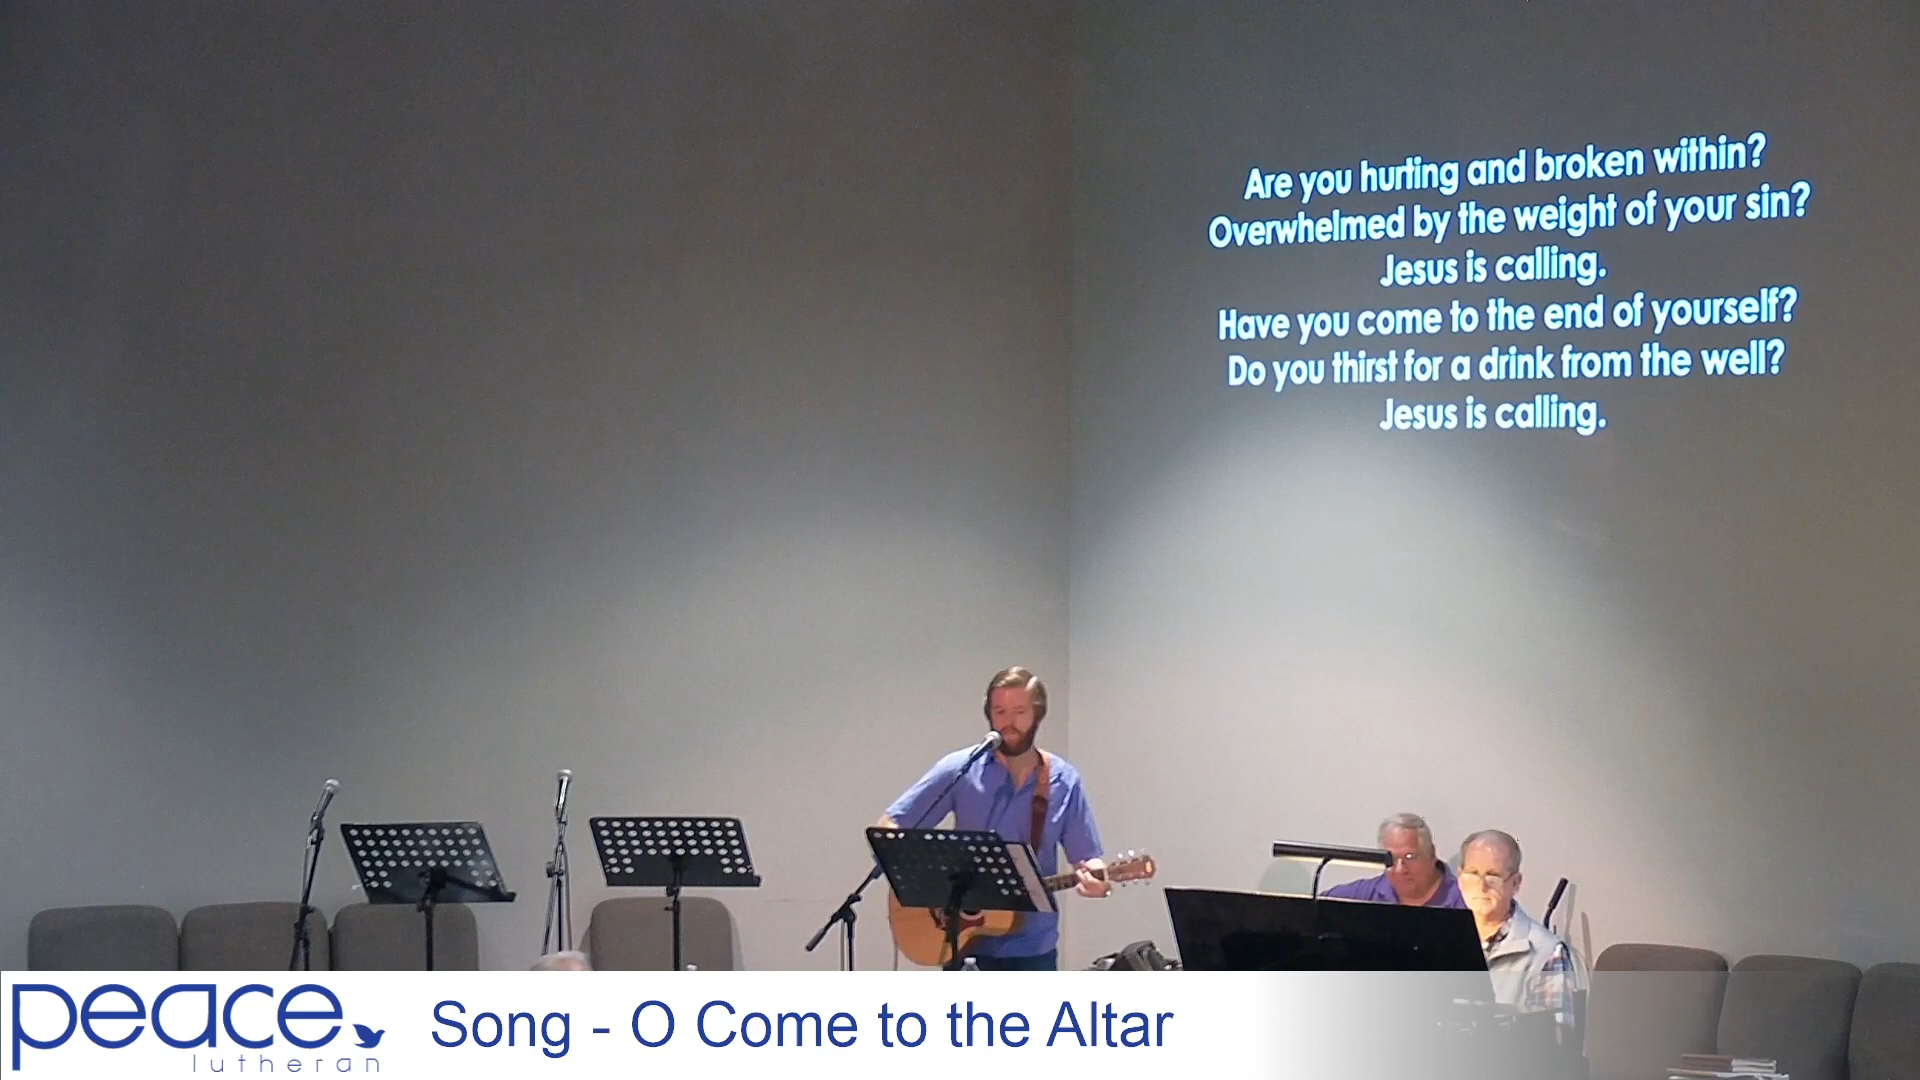 Are you hurting and broken within?
Overwhelmed by the weight of your sin?
Jesus is calling.
Have you come to the end of yourself?
Do you thirst for a drink from the well?
Jesus is calling.
peace
lutheran
Song - O Come to the Altar